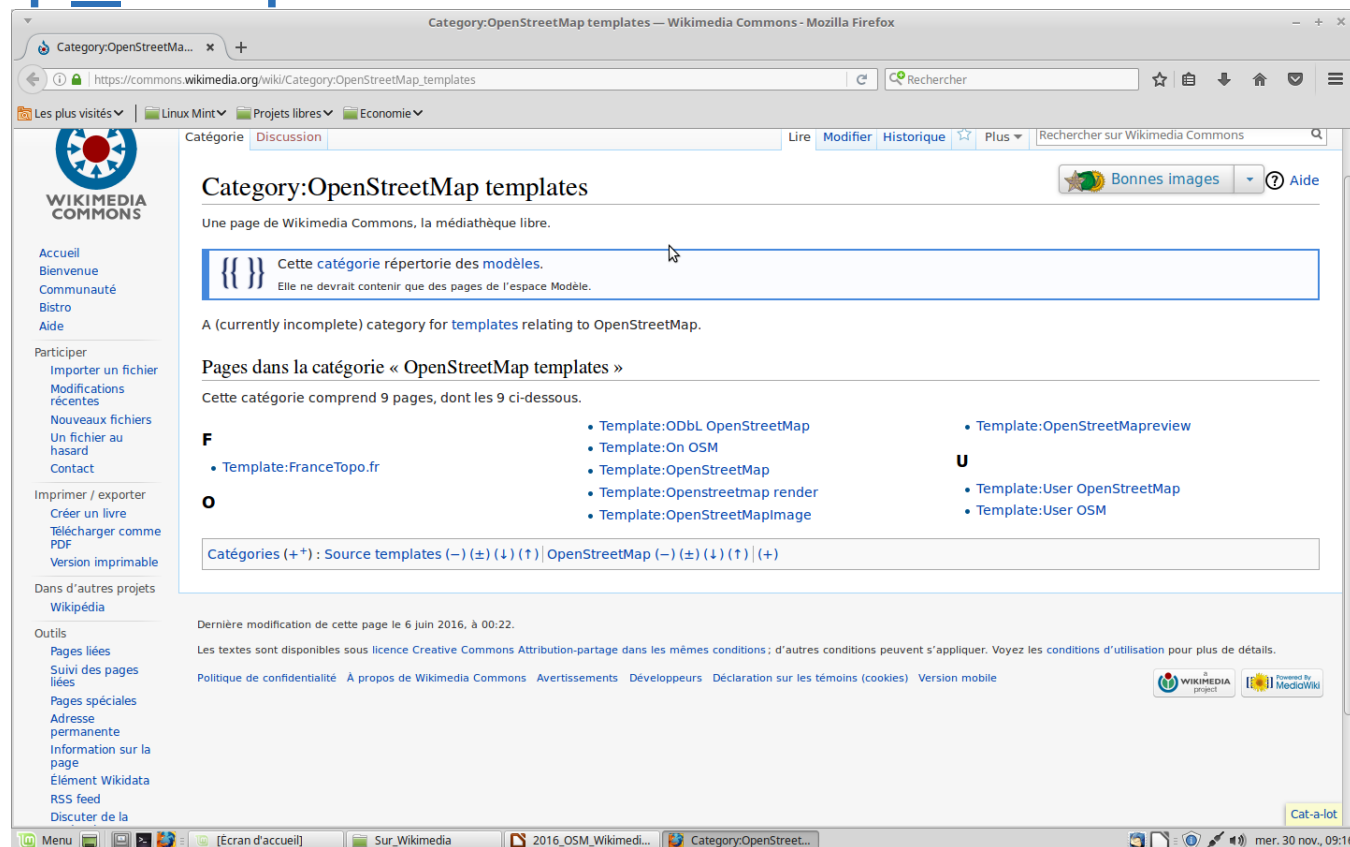 Category:OpenStreetMap templates — Wikimedia Commons - Mozilla Firefox
Category:OpenStreetMa...
https://commons.wikimedia.org/wiki/Category:OpenStreetMap_templates
Rechercher
Les plus visités
Linux Mint
Projets libres
Economie
WIKIMEDIA
COMMONS
Catégorie
Discussion
Lire
Modifier
Historique
Plus
Rechercher sur Wikimedia Commons
Category:OpenStreetMap templates
Bonnes images
Aide
Une page de Wikimedia Commons, la médiathèque libre.
{{ }}
Cette catégorie répertorie des modèles.
Elle ne devrait contenir que des pages de l'espace Modèle.
A (currently incomplete) category for templates relating to OpenStreetMap.
Pages dans la catégorie « OpenStreetMap templates »
Cette catégorie comprend 9 pages, dont les 9 ci-dessous.
F
• Template:FranceTopo.fr
O
• Template:ODbL OpenStreetMap
• Template:On OSM
• Template:OpenStreetMap
• Template:Openstreetmap render
• Template:OpenStreetMapImage
• Template:OpenStreetMapreview
U
• Template:User OpenStreetMap
• Template:User OSM
Catégories (+⁺) : Source templates (−) (±) (↓) (↑) | OpenStreetMap (−) (±) (↓) (↑) | (+)
Accueil
Bienvenue
Communauté
Bistro
Aide
Participer
Importer un fichier
Modifications
récentes
Nouveaux fichiers
Un fichier au
hasard
Contact
Imprimer / exporter
Créer un livre
Télécharger comme
PDF
Version imprimable
Dans d'autres projets
Wikipédia
Outils
Pages liées
Suivi des pages
liées
Pages spéciales
Adresse
permanente
Information sur la
page
Élément Wikidata
RSS feed
Discuter de la
Dernière modification de cette page le 6 juin 2016, à 00:22.
Les textes sont disponibles sous licence Creative Commons Attribution-partage dans les mêmes conditions ; d'autres conditions peuvent s'appliquer. Voyez les conditions d'utilisation pour plus de détails.
Politique de confidentialité
À propos de Wikimedia Commons
Avertissements
Développeurs
Déclaration sur les témoins (cookies)
Version mobile
a
WIKIMEDIA
project
Powered By
MediaWiki
Cat-a-lot
Menu
[Écran d'accueil]
Sur_Wikimedia
2016_OSM_Wikimedi...
Category:OpenStreet...
mer. 30 nov., 09:16